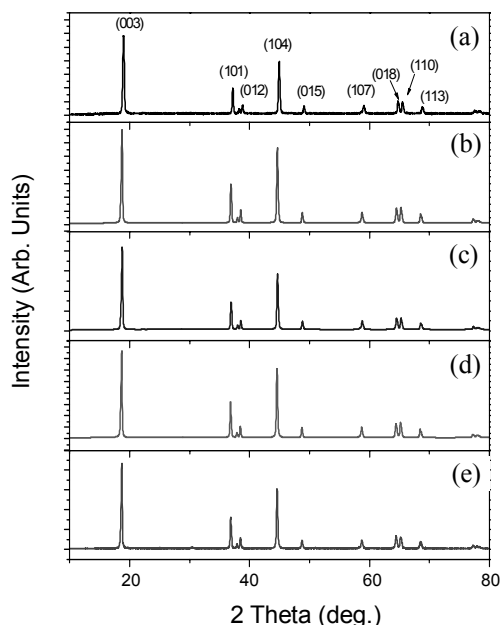 (003)
(101)
(012)
(104)
(015)
(107)
(018)
(110)
(113)
(a)
(b)
(c)
(d)
(e)
Intensity (Arb. Units)
20 40 60 80
2 Theta (deg.)